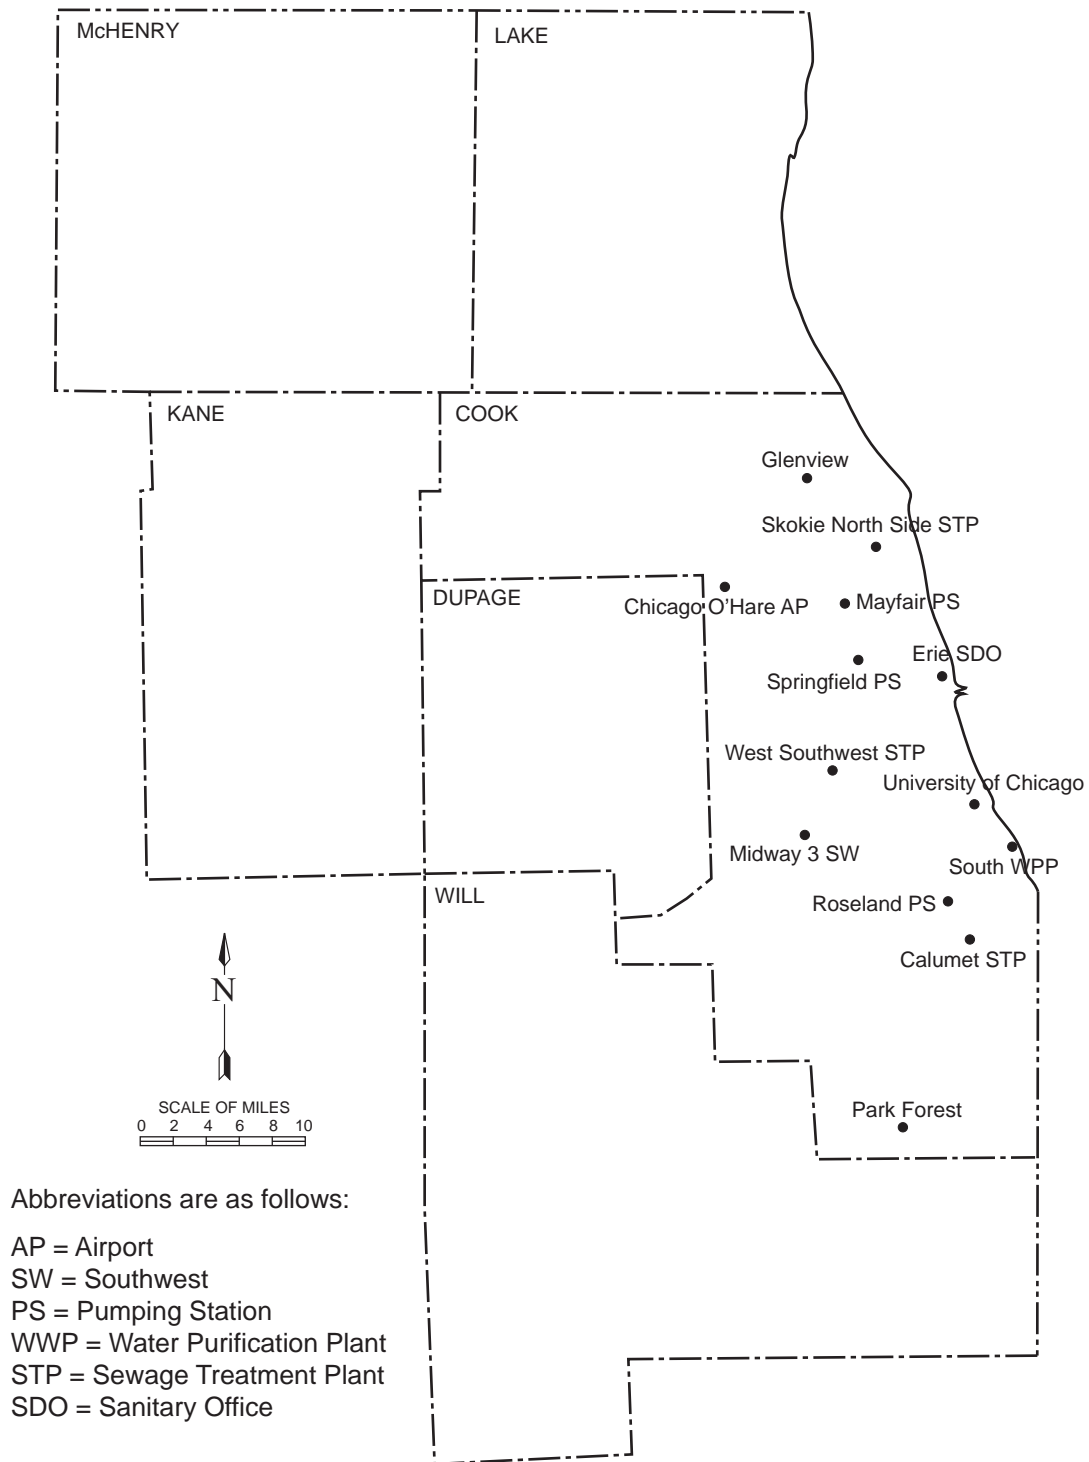 McHENRY
LAKE
KANE
COOK
Glenview
Skokie North Side STP
DUPAGE
Chicago O'Hare AP
Mayfair PS
Erie SDO
Springfield PS
West Southwest STP
University of Chicago
Midway 3 SW
South WPP
WILL
Roseland PS
Calumet STP
N
SCALE OF MILES
0 2 4 6 8 10
Park Forest
Abbreviations are as follows:
AP = Airport
SW = Southwest
PS = Pumping Station
WWP = Water Purification Plant
STP = Sewage Treatment Plant
SDO = Sanitary Office